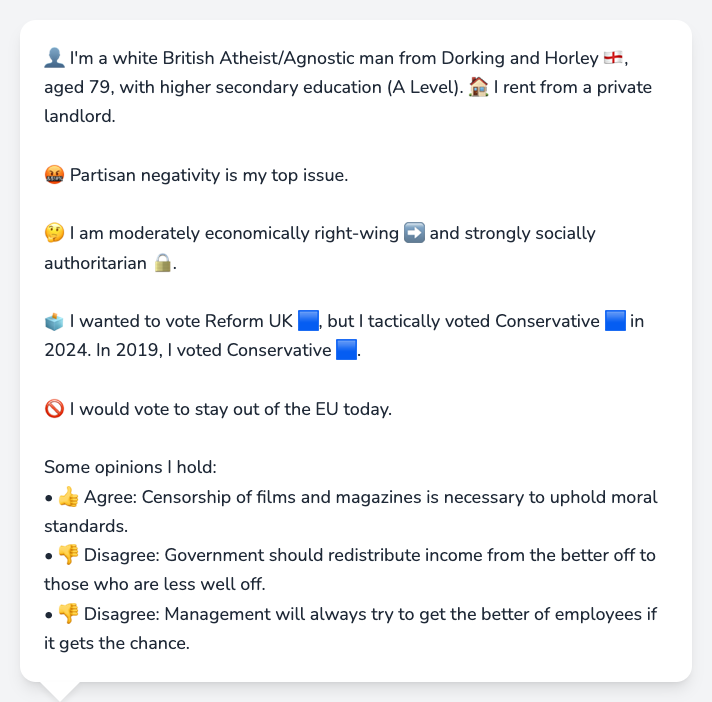 👤 I'm a white British Atheist/Agnostic man from Dorking and Horley 🏴󠁧󠁢󠁥󠁮󠁧󠁿,
aged 79, with higher secondary education (A Level). 🏠 I rent from a private
landlord.
🤬 Partisan negativity is my top issue.
🤔 I am moderately economically right-wing ➡️ and strongly socially
authoritarian 🔒.
🗳️ I wanted to vote Reform UK 🟦, but I tactically voted Conservative 🟦 in
2024. In 2019, I voted Conservative 🟦.
🚫 I would vote to stay out of the EU today.
Some opinions I hold:
• 👍 Agree: Censorship of films and magazines is necessary to uphold moral
standards.
• 👎 Disagree: Government should redistribute income from the better off to
those who are less well off.
• 👎 Disagree: Management will always try to get the better of employees if
it gets the chance.